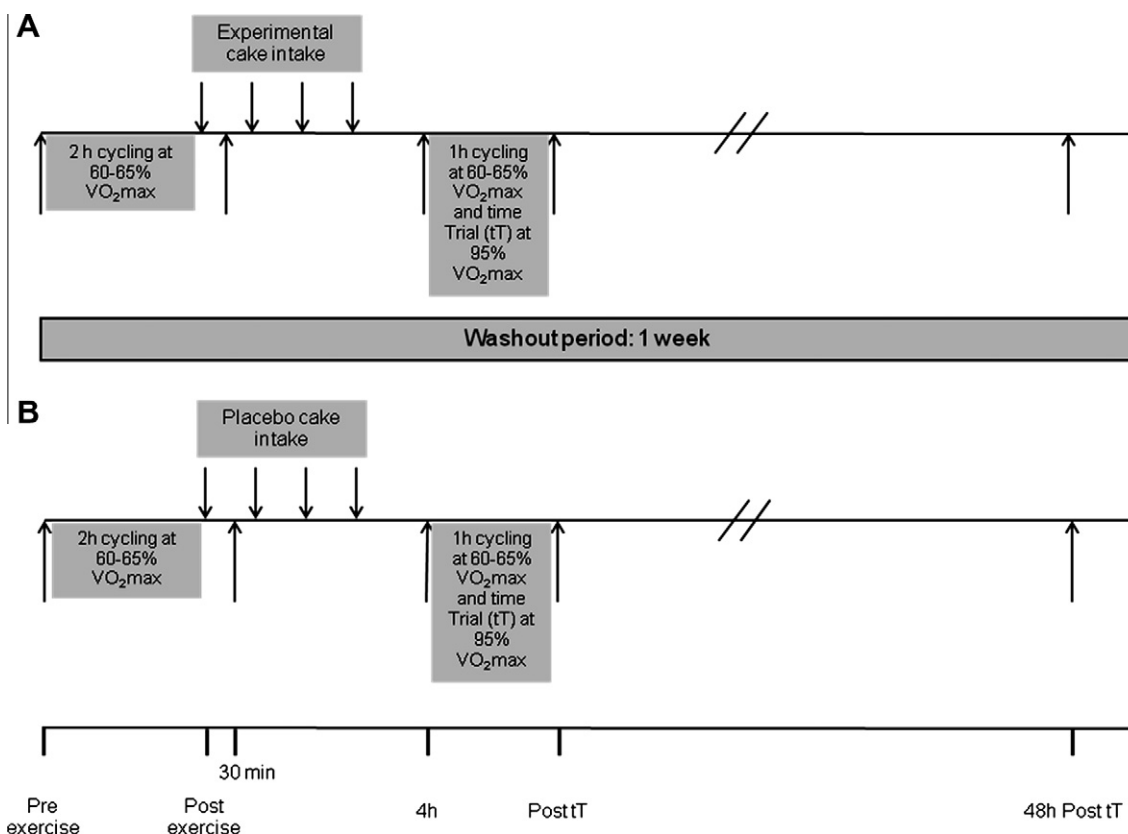 A
Experimental
cake intake
2 h cycling at
60-65%
VO₂max
1h cycling
at 60-65%
VO₂max
and time
Trial (tT) at
95%
VO₂max
Washout period: 1 week
B
Placebo cake
intake
2h cycling at
60-65%
VO₂max
1h cycling
at 60-65%
VO₂max
and time
Trial (tT) at
95%
VO₂max
30 min
Pre
exercise
Post
exercise
4h
Post tT
48h Post tT